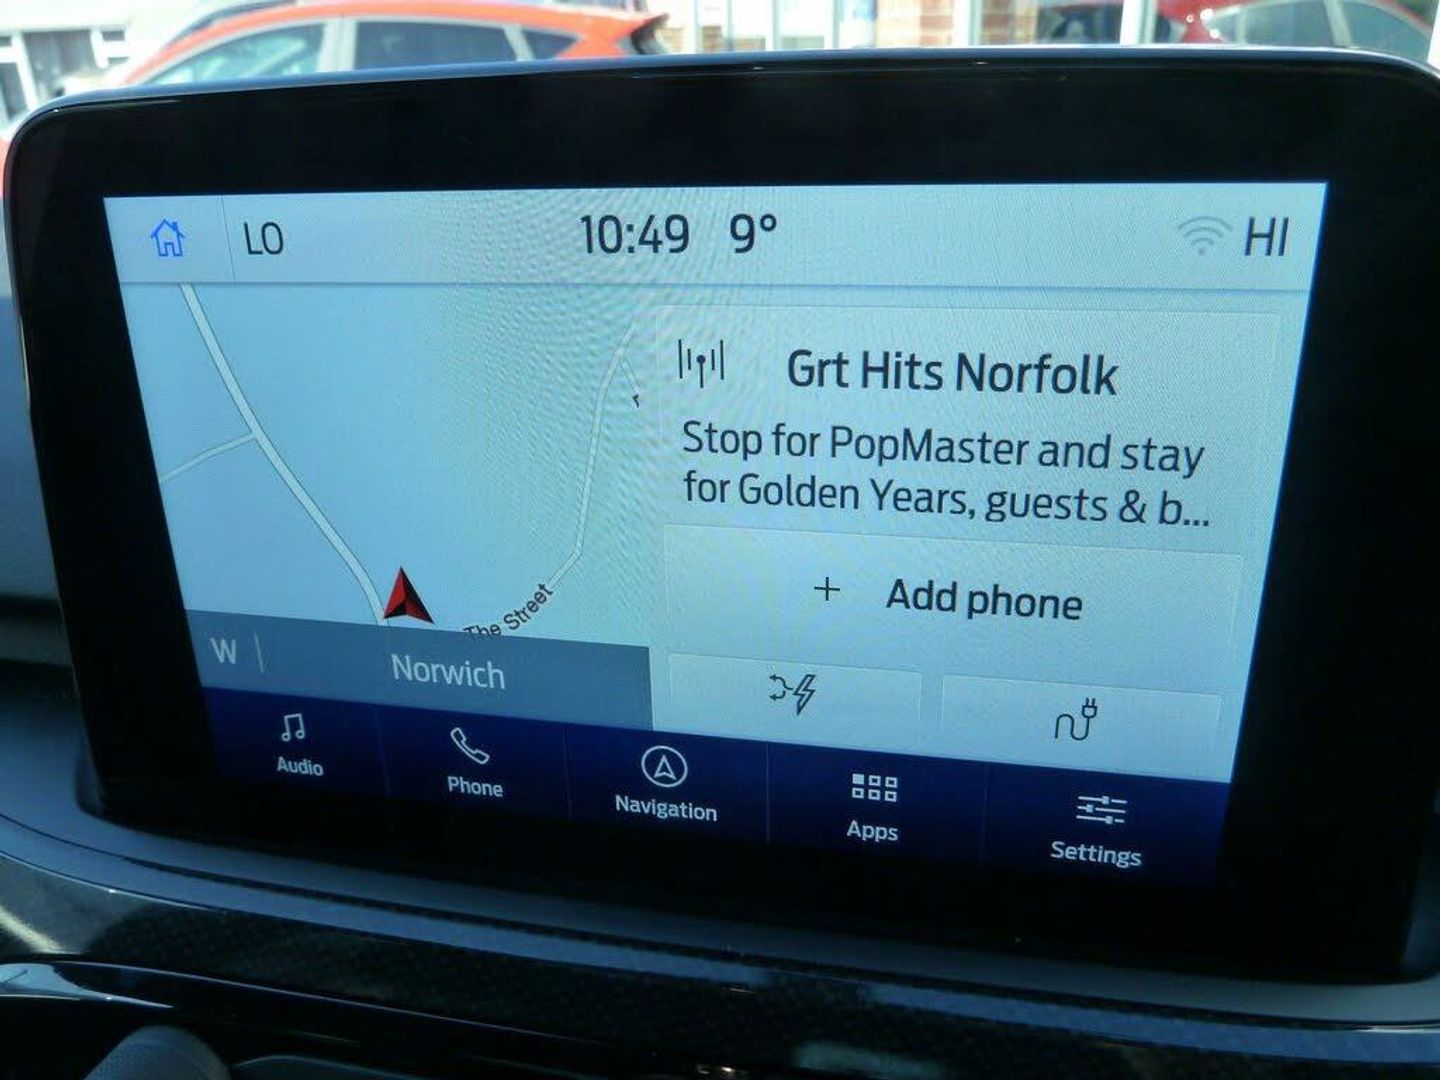 LO
10:49 9°
HI
Grt Hits Norfolk
Stop for PopMaster and stay
for Golden Years, guests & b...
+ Add phone
The Street
W
Norwich
Audio
Phone
Navigation
Apps
Settings